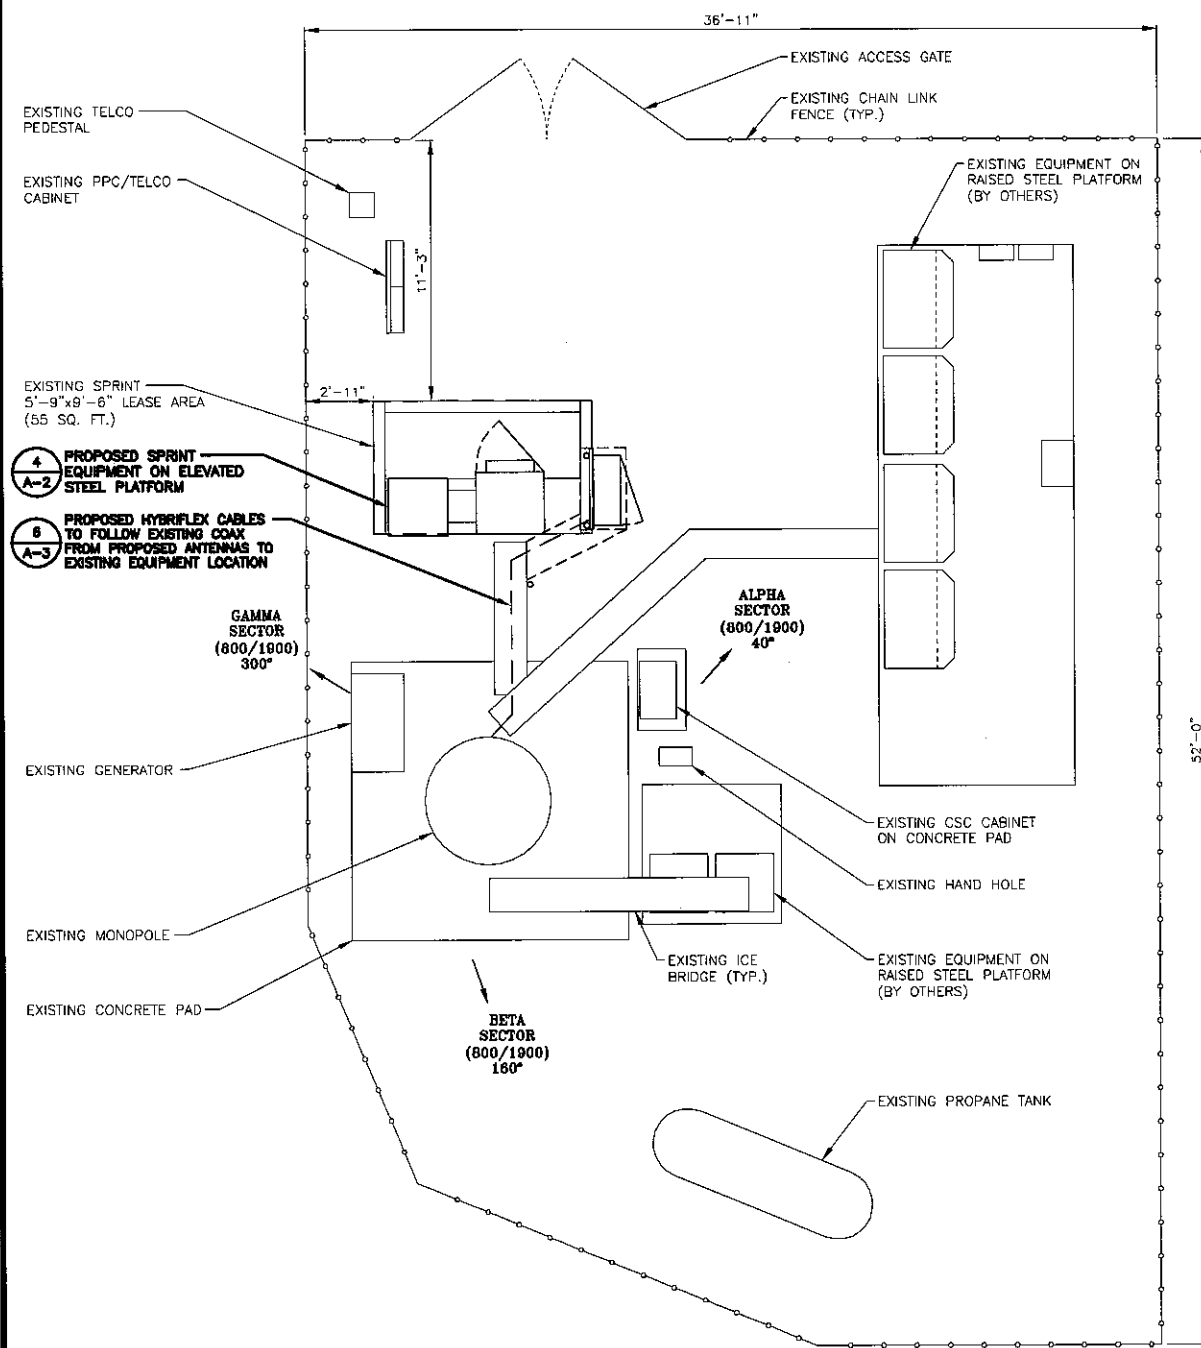 36'-11"
EXISTING ACCESS GATE
EXISTING CHAIN LINK
FENCE (TYP.)
EXISTING TELCO
PEDESTAL
EXISTING EQUIPMENT ON
RAISED STEEL PLATFORM
(BY OTHERS)
EXISTING PPC/TELCO
CABINET
11'-3"
2'-11"
EXISTING SPRINT
5'-9"x9'-6" LEASE AREA
(55 SQ. FT.)
4
A-2
PROPOSED SPRINT
EQUIPMENT ON ELEVATED
STEEL PLATFORM
6
A-3
PROPOSED HYBRIFLEX CABLES
TO FOLLOW EXISTING COAX
FROM PROPOSED ANTENNAS TO
EXISTING EQUIPMENT LOCATION
GAMMA
SECTOR
(800/1900)
300°
ALPHA
SECTOR
(800/1900)
40°
52'-0"
EXISTING GENERATOR
EXISTING CSC CABINET
ON CONCRETE PAD
EXISTING HAND HOLE
EXISTING MONOPOLE
EXISTING ICE
BRIDGE (TYP.)
EXISTING EQUIPMENT ON
RAISED STEEL PLATFORM
(BY OTHERS)
EXISTING CONCRETE PAD
BETA
SECTOR
(800/1900)
160°
EXISTING PROPANE TANK